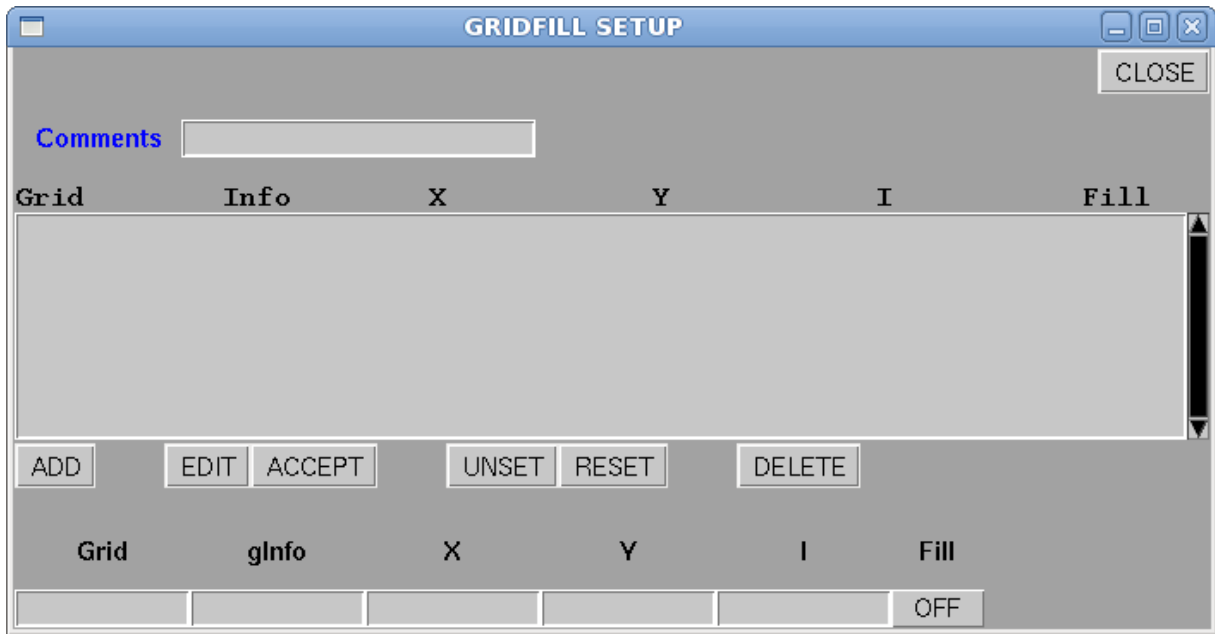 GRIDFILL SETUP
CLOSE
Comments
Grid Info X Y I Fill
ADD EDIT ACCEPT UNSET RESET DELETE
Grid gInfo X Y I Fill
OFF